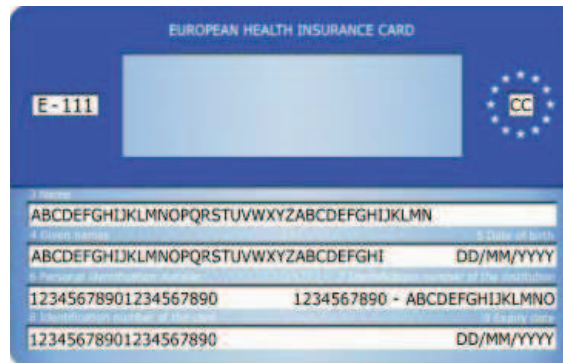 EUROPEAN HEALTH INSURANCE CARD
E-111
CC
3 Name
ABCDEFGHIJKLMNOPQRSTUVWXYZABCDEFGHIJKLMN
4 Given names 5 Date of birth
ABCDEFGHIJKLMNOPQRSTUVWXYZABCDEFGHI DD/MM/YYYY
6 Personal identification number 7 Identification number of the institution
12345678901234567890 1234567890 - ABCDEFGHIJKLMNO
8 Identification number of the card 9 Expiry date
12345678901234567890 DD/MM/YYYY